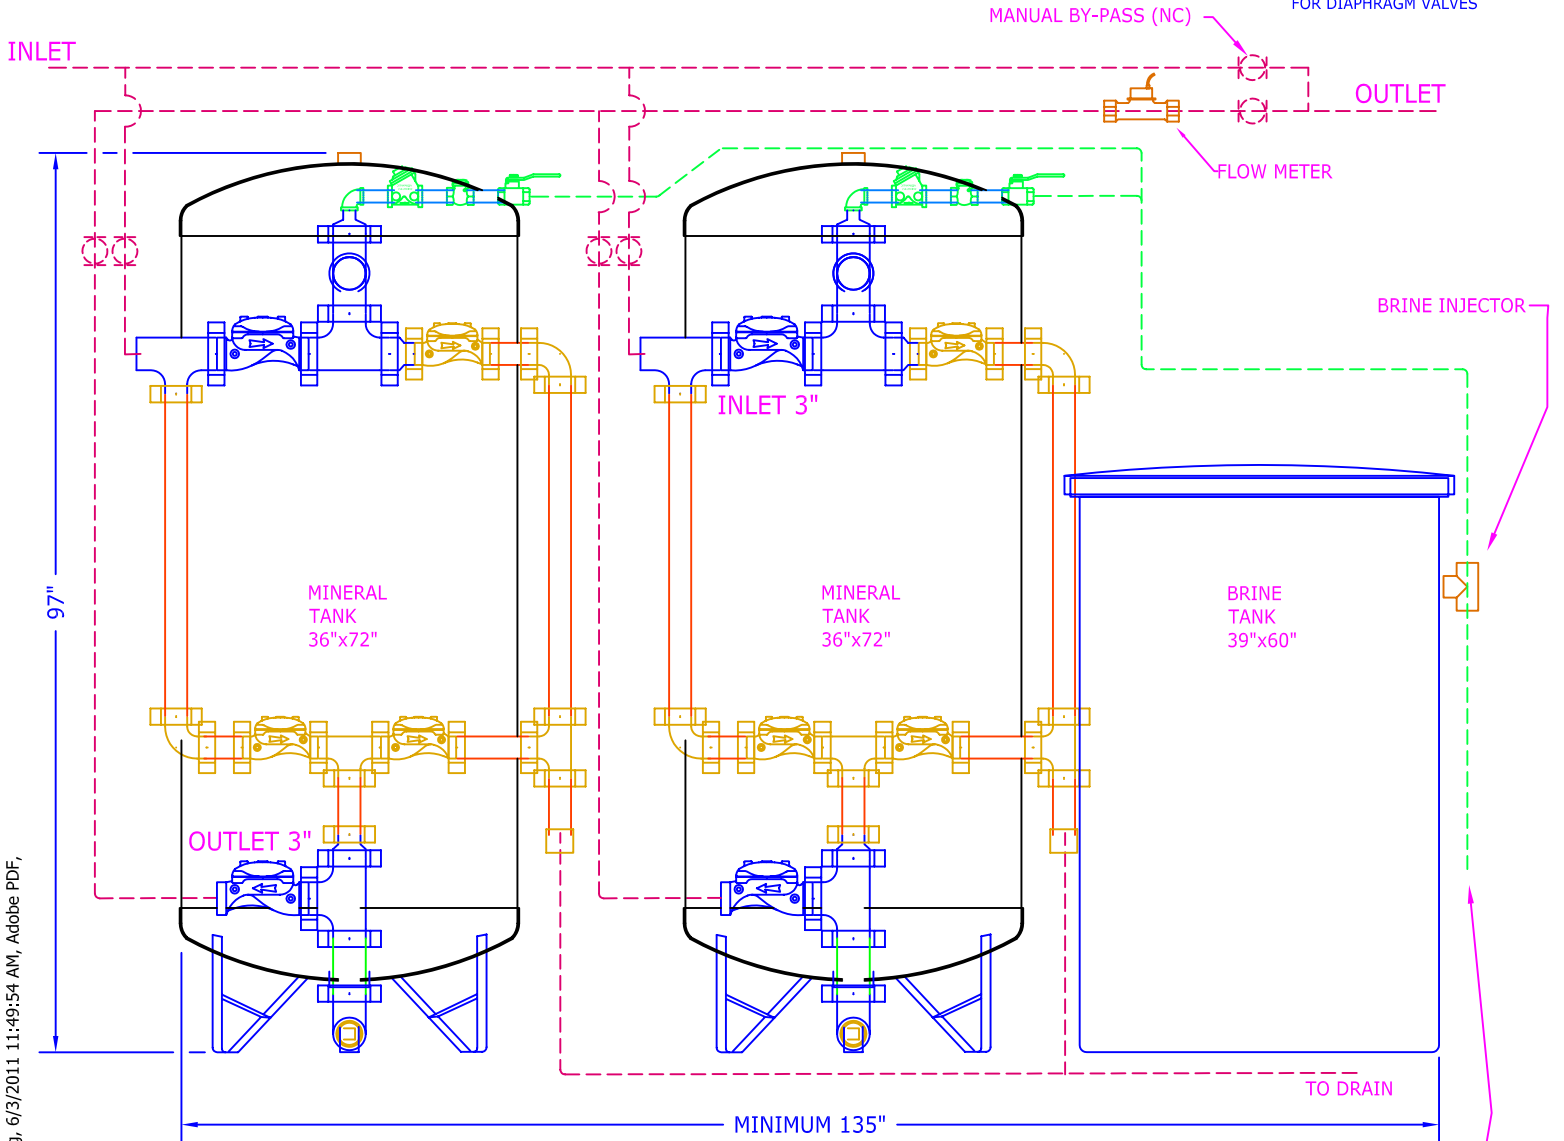 FOR DIAPHRAGM VALVES
MANUAL BY-PASS (NC)
INLET
OUTLET
FLOW METER
BRINE INJECTOR
INLET 3"
MINERAL
TANK
36"x72"
MINERAL
TANK
36"x72"
BRINE
TANK
39"x60"
97"
OUTLET 3"
TO DRAIN
MINIMUM 135"
6/3/2011 11:49:54 AM, Adobe PDF,